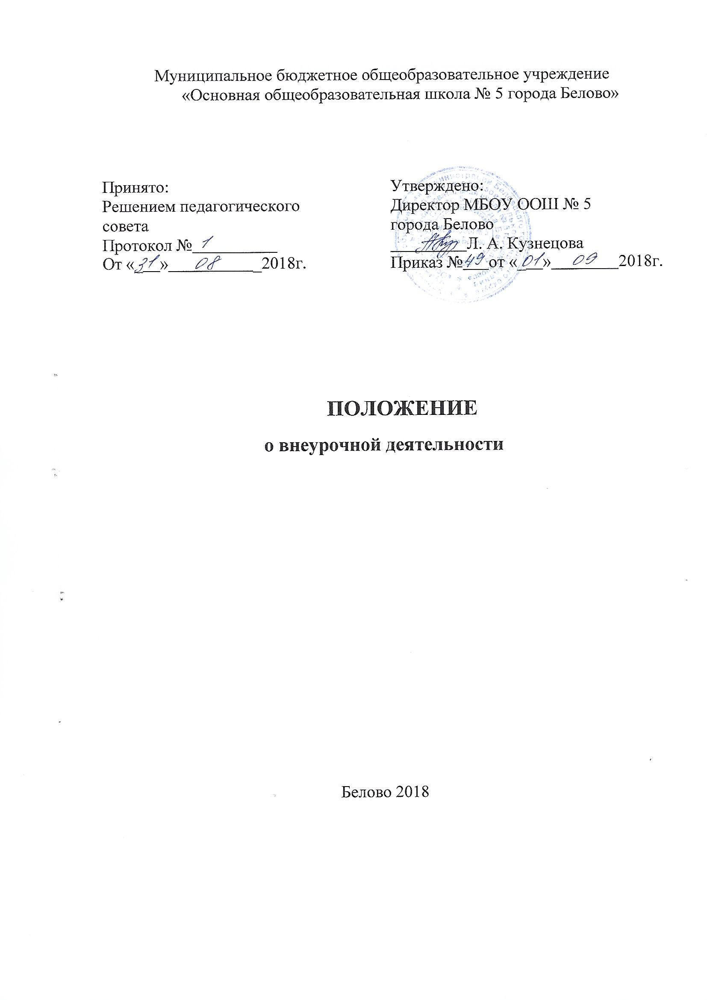 Муниципальное бюджетное общеобразовательное учреждение
«Основная общеобразовательная школа № 5 города Белово»
Принято:
Решением педагогического
совета
Протокол № 1
От «31» 08 2018г.
Утверждено:
Директор МБОУ ООШ № 5
города Белово
Л. А. Кузнецова
Приказ № 49 от «01» 09 2018г.
ПОЛОЖЕНИЕ
о внеурочной деятельности
Белово 2018